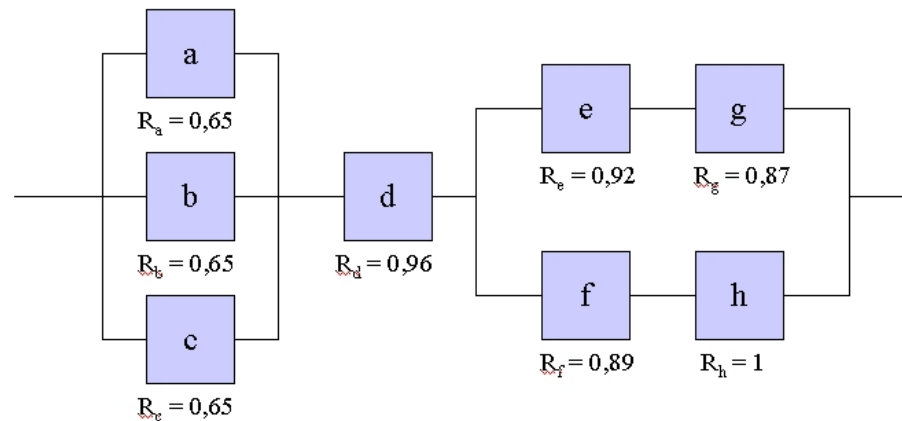 a
R_a = 0,65
b
R_b = 0,65
c
R_c = 0,65
d
R_d = 0,96
e
R_e = 0,92
g
R_g = 0,87
f
R_f = 0,89
h
R_h = 1